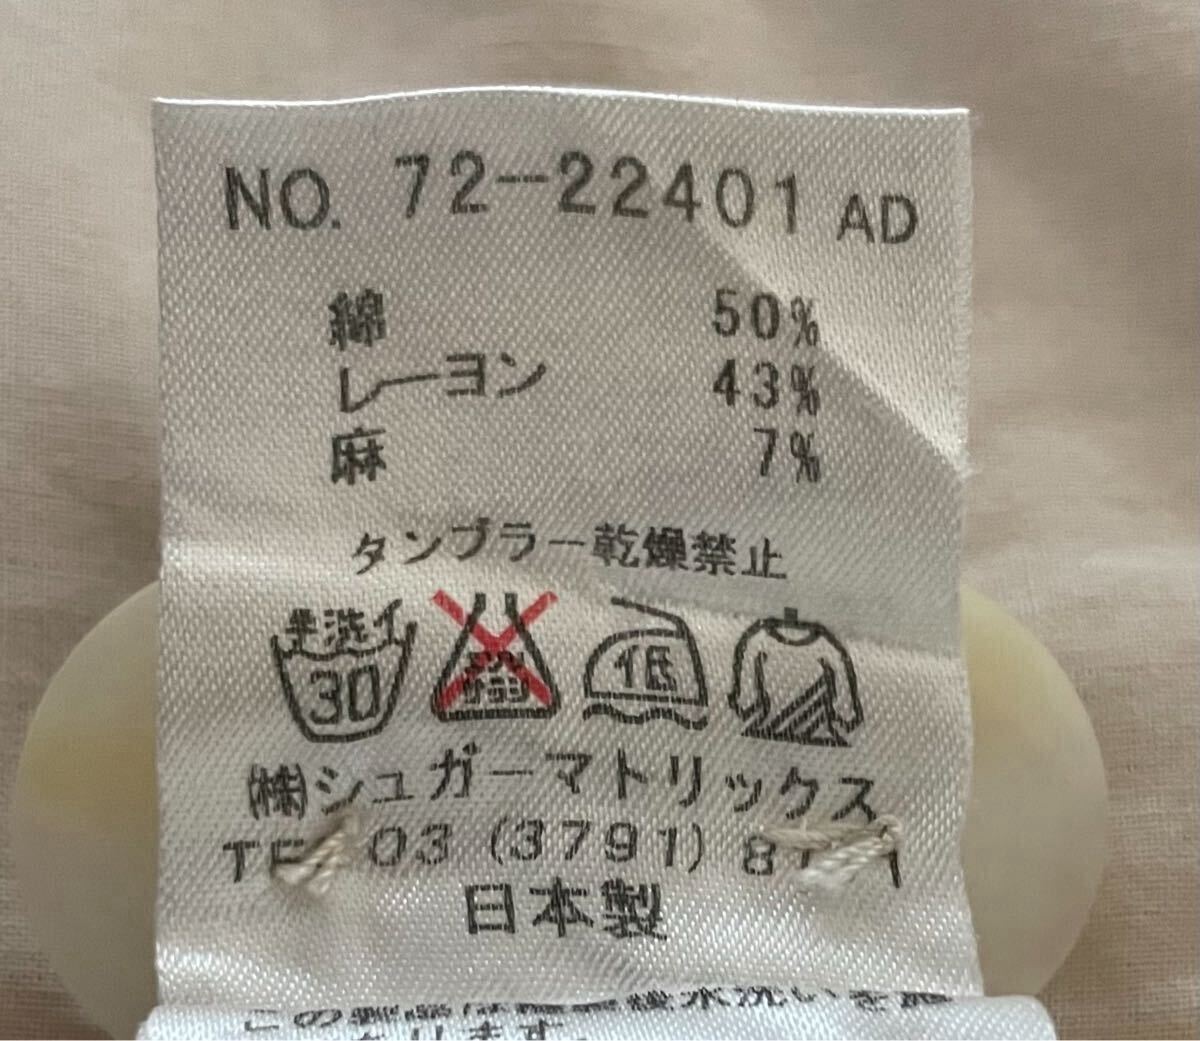 NO. 72-22401 AD
綿 50%
レーヨン 43%
麻 7%
タンブラー乾燥禁止
手洗イ
30
低
㈱シュガーマトリックス
03 (3791)
日本製